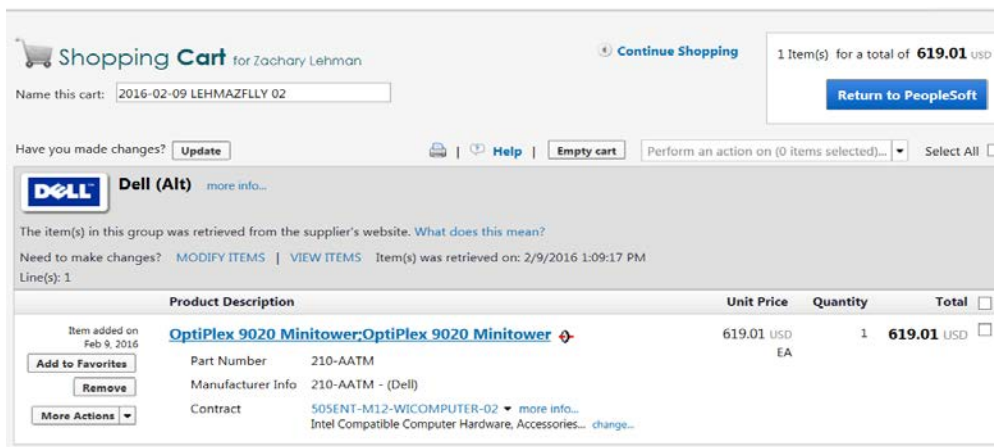 Shopping Cart for Zachary Lehman
Continue Shopping
1 Item(s) for a total of 619.01 USD
Name this cart: 2016-02-09 LEHMAZFLLY 02
Return to PeopleSoft
Have you made changes? Update
| Help | Empty cart
Perform an action on (0 items selected)...
Select All
DELL
Dell (Alt) more info...
The item(s) in this group was retrieved from the supplier's website. What does this mean?
Need to make changes? MODIFY ITEMS | VIEW ITEMS Item(s) was retrieved on: 2/9/2016 1:09:17 PM
Line(s): 1
Product Description Unit Price Quantity Total
Item added on
Feb 9, 2016
Add to Favorites
Remove
More Actions
OptiPlex 9020 Minitower;OptiPlex 9020 Minitower
619.01 USD 1 619.01 USD
EA
Part Number 210-AATM
Manufacturer Info 210-AATM - (Dell)
Contract 505ENT-M12-WICOMPUTER-02 more info...
Intel Compatible Computer Hardware, Accessories... change...